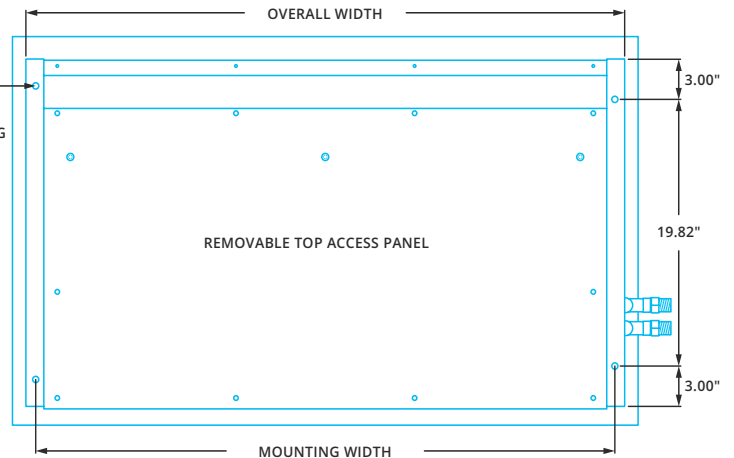 OVERALL WIDTH
3.00"
G
19.82"
REMOVABLE TOP ACCESS PANEL
3.00"
MOUNTING WIDTH